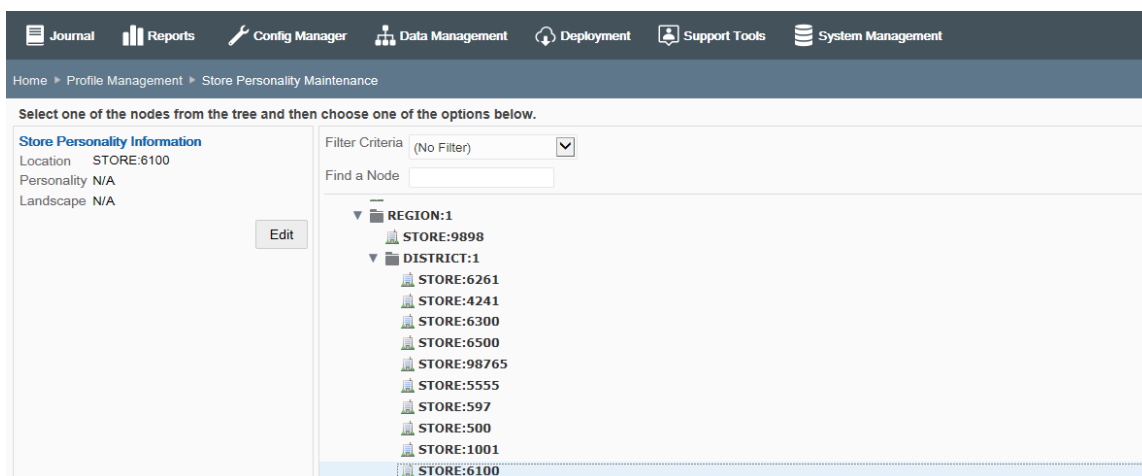 Journal Reports Config Manager Data Management Deployment Support Tools System Management
Home Profile Management Store Personality Maintenance
Select one of the nodes from the tree and then choose one of the options below.
Store Personality Information
Location STORE:6100
Personality N/A
Landscape N/A
Edit
Filter Criteria (No Filter)
Find a Node
REGION:1
STORE:9898
DISTRICT:1
STORE:6261
STORE:4241
STORE:6300
STORE:6500
STORE:98765
STORE:5555
STORE:597
STORE:500
STORE:1001
STORE:6100